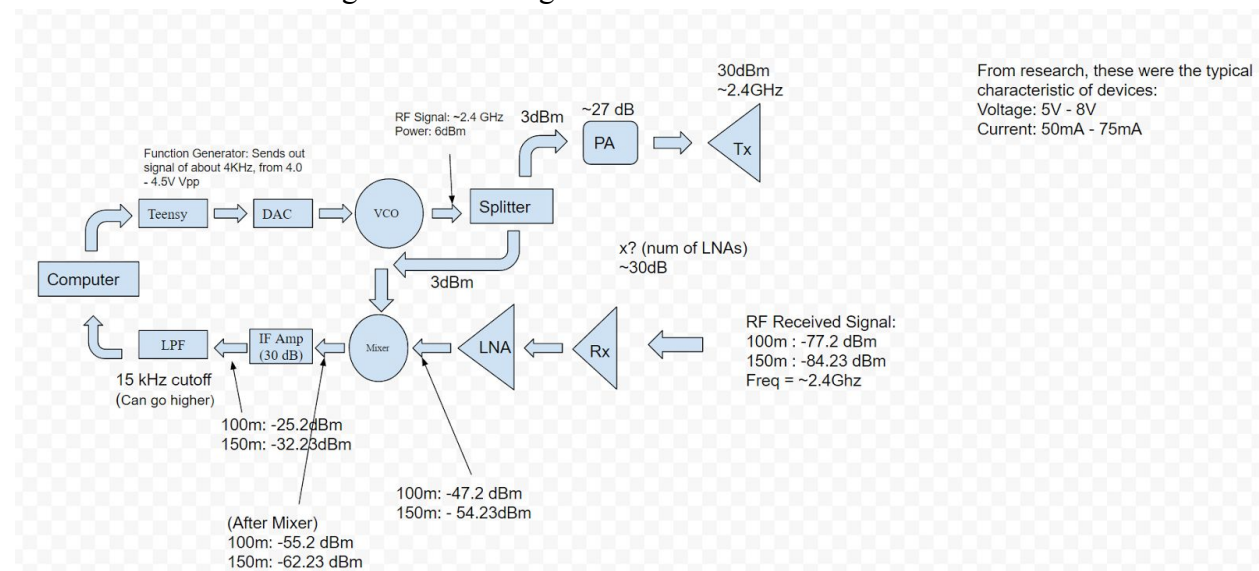 30dBm
~2.4GHz
From research, these were the typical
characteristic of devices:
Voltage: 5V - 8V
Current: 50mA - 75mA
~27 dB
3dBm
RF Signal: ~2.4 GHz
Power: 6dBm
PA
Tx
Function Generator: Sends out
signal of about 4KHz, from 4.0
- 4.5V Vpp
Teensy
DAC
VCO
Splitter
x? (num of LNAs)
~30dB
Computer
3dBm
RF Received Signal:
100m : -77.2 dBm
150m : -84.23 dBm
Freq = ~2.4Ghz
LPF
IF Amp
(30 dB)
Mixer
LNA
Rx
15 kHz cutoff
(Can go higher)
100m: -25.2dBm
150m: -32.23dBm
100m: -47.2 dBm
150m: - 54.23dBm
(After Mixer)
100m: -55.2 dBm
150m: -62.23 dBm